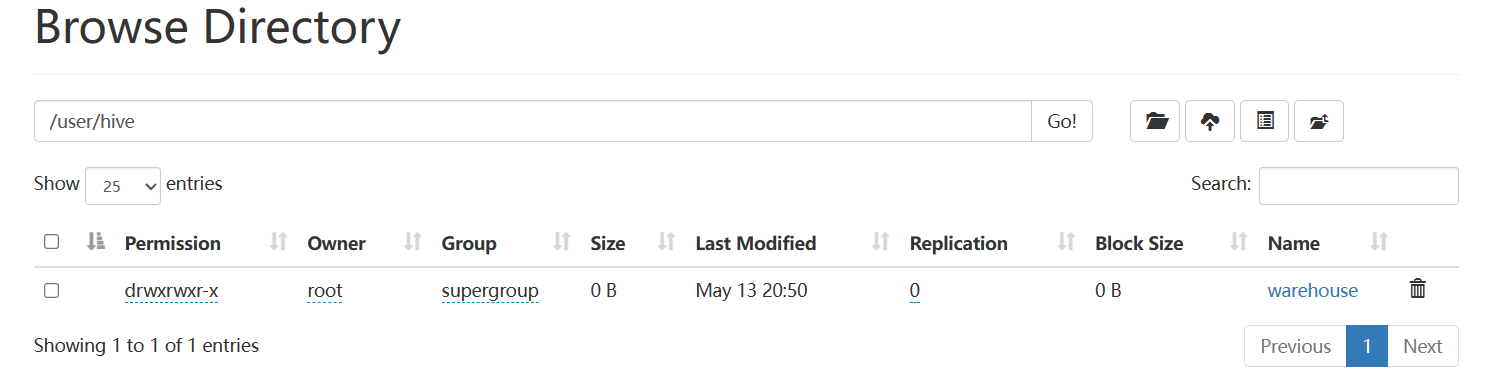 Browse Directory
/user/hive Go!
Show 25 entries Search:
Permission Owner Group Size Last Modified Replication Block Size Name
drwxrwxr-x root supergroup 0 B May 13 20:50 0 0 B warehouse
Showing 1 to 1 of 1 entries Previous 1 Next